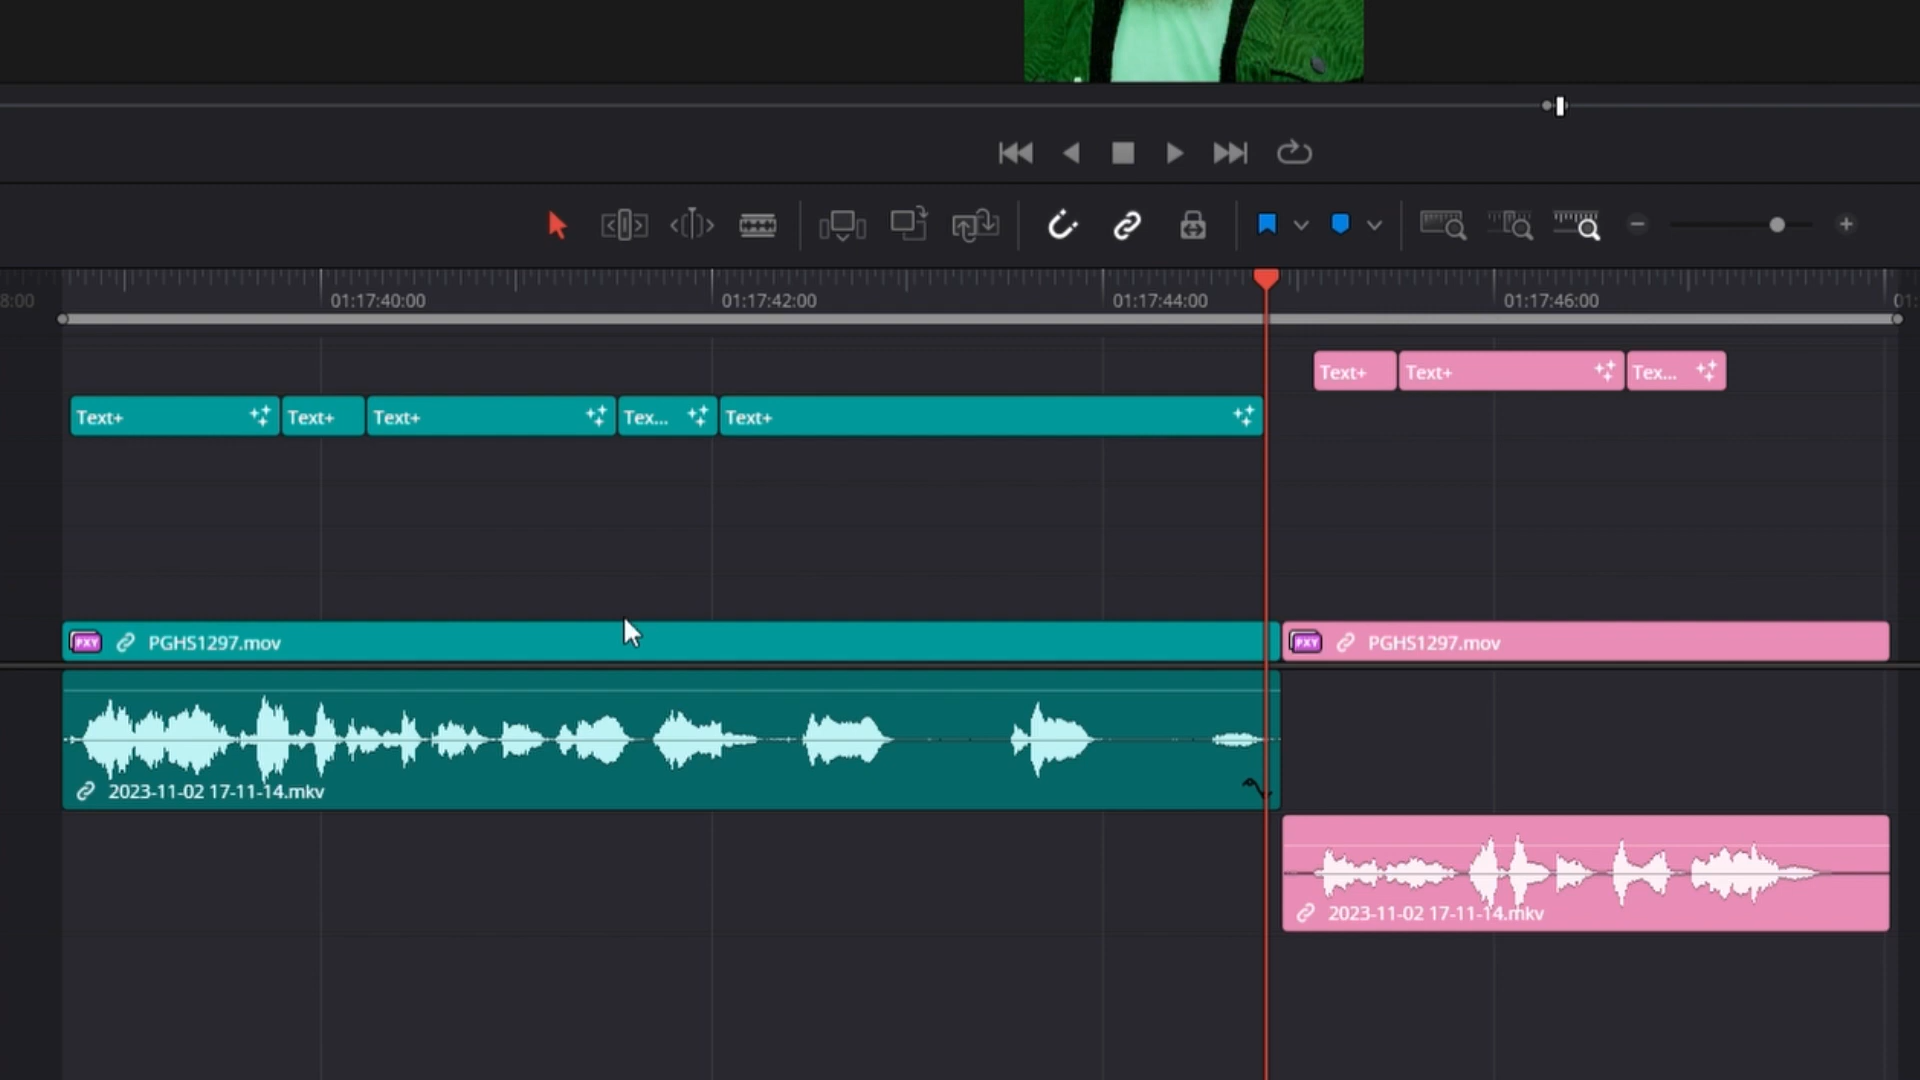 8:00 01:17:40:00 01:17:42:00 01:17:44:00 01:17:46:00 01:
Text+ Text+ Tex...
Text+ Text+ Text+ Tex... Text+
PXY PGHS1297.mov PXY PGHS1297.mov
2023-11-02 17-11-14.mkv
2023-11-02 17-11-14.mkv